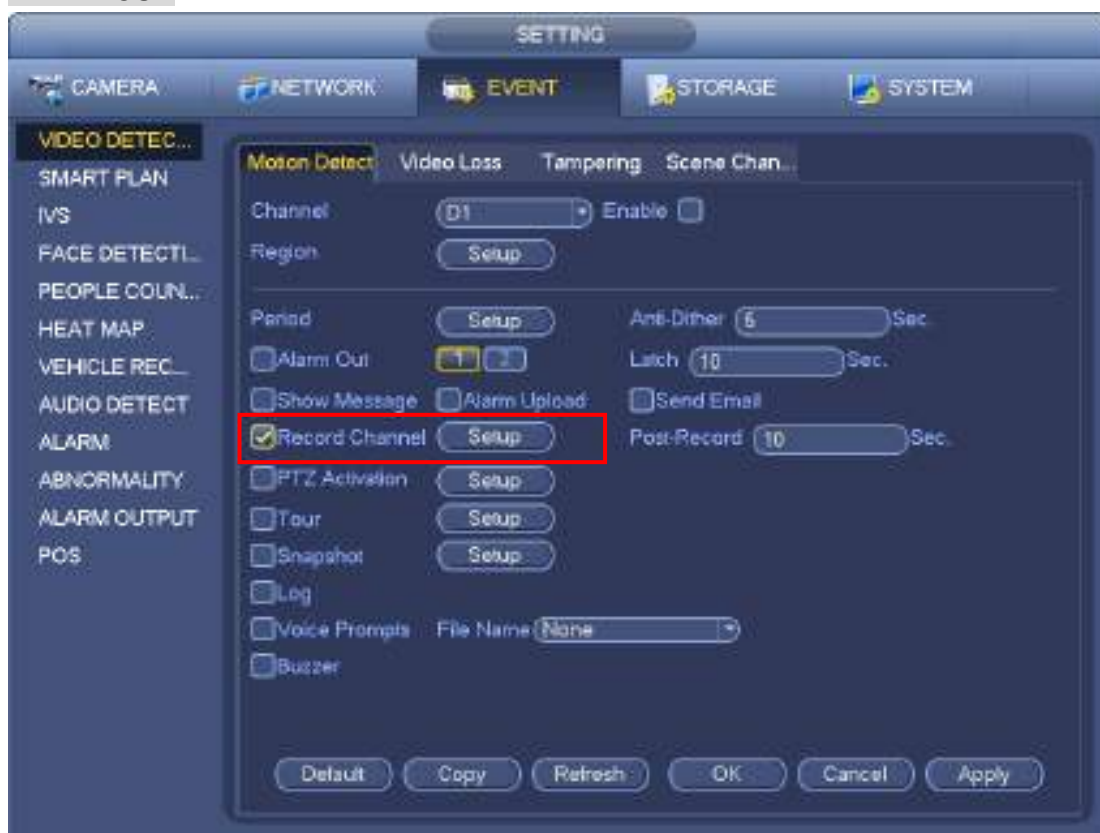 SETTING
CAMERA NETWORK EVENT STORAGE SYSTEM
VIDEO DETEC...
SMART PLAN
IVS
FACE DETECTI...
PEOPLE COUN...
HEAT MAP
VEHICLE REC...
AUDIO DETECT
ALARM
ABNORMALITY
ALARM OUTPUT
POS
Motion Detect Video Loss Tampering Scene Chan...
Channel D1 Enable
Region Setup
Period Setup Anti-Dither 5 Sec.
Alarm Out 1 2 Latch 10 Sec.
Show Message Alarm Upload Send Email
Record Channel Setup Post-Record 10 Sec.
PTZ Activation Setup
Tour Setup
Snapshot Setup
Log
Voice Prompts File Name None
Buzzer
Default Copy Refresh OK Cancel Apply